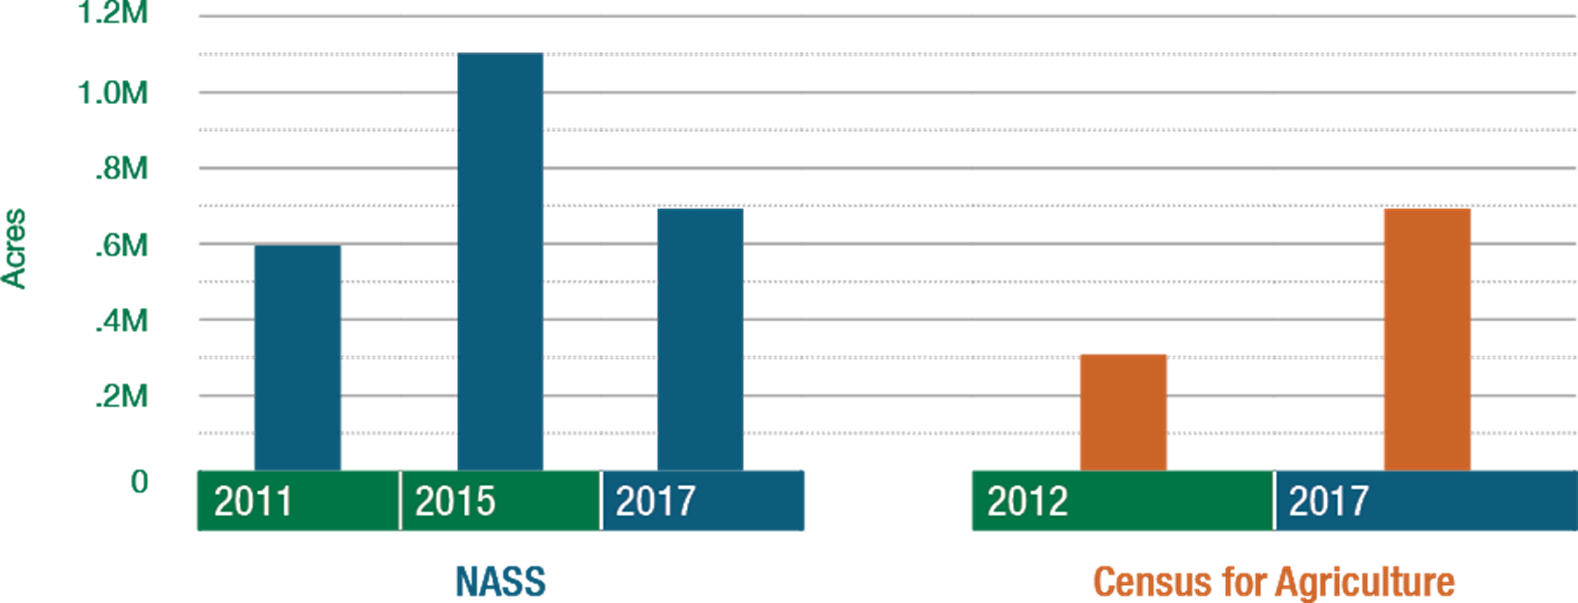 1.2M
1.0M
.8M
.6M
.4M
.2M
0
Acres
2011 2015 2017
2012 2017
NASS
Census for Agriculture